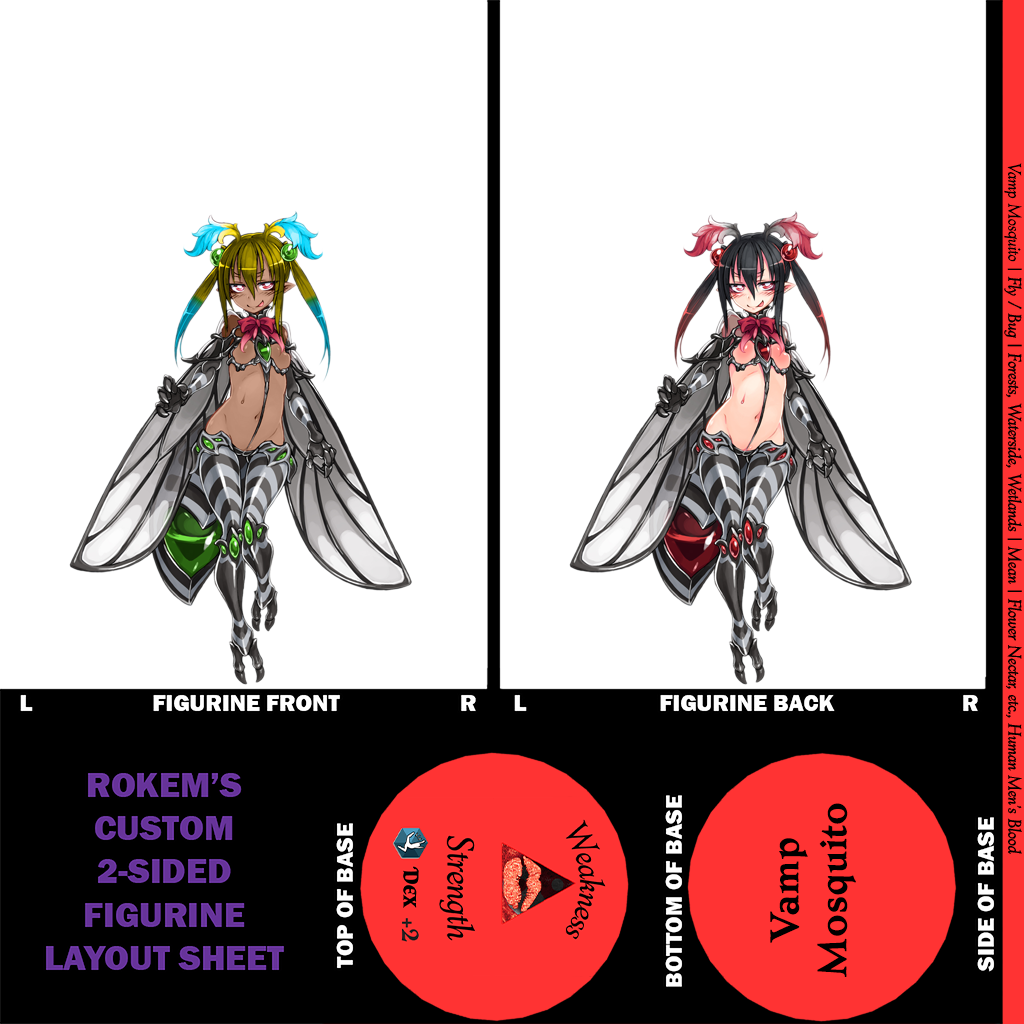 L FIGURINE FRONT R
L FIGURINE BACK R
ROKEM'S
CUSTOM
2-SIDED
FIGURINE
LAYOUT SHEET
TOP OF BASE
Weakness
Strength
Dex +2
BOTTOM OF BASE
Vamp
Mosquito
SIDE OF BASE
Vamp Mosquito | Fly / Bug | Forests, Waterside, Wetlands | Mean | Flower Nectar, etc., Human Men's Blood